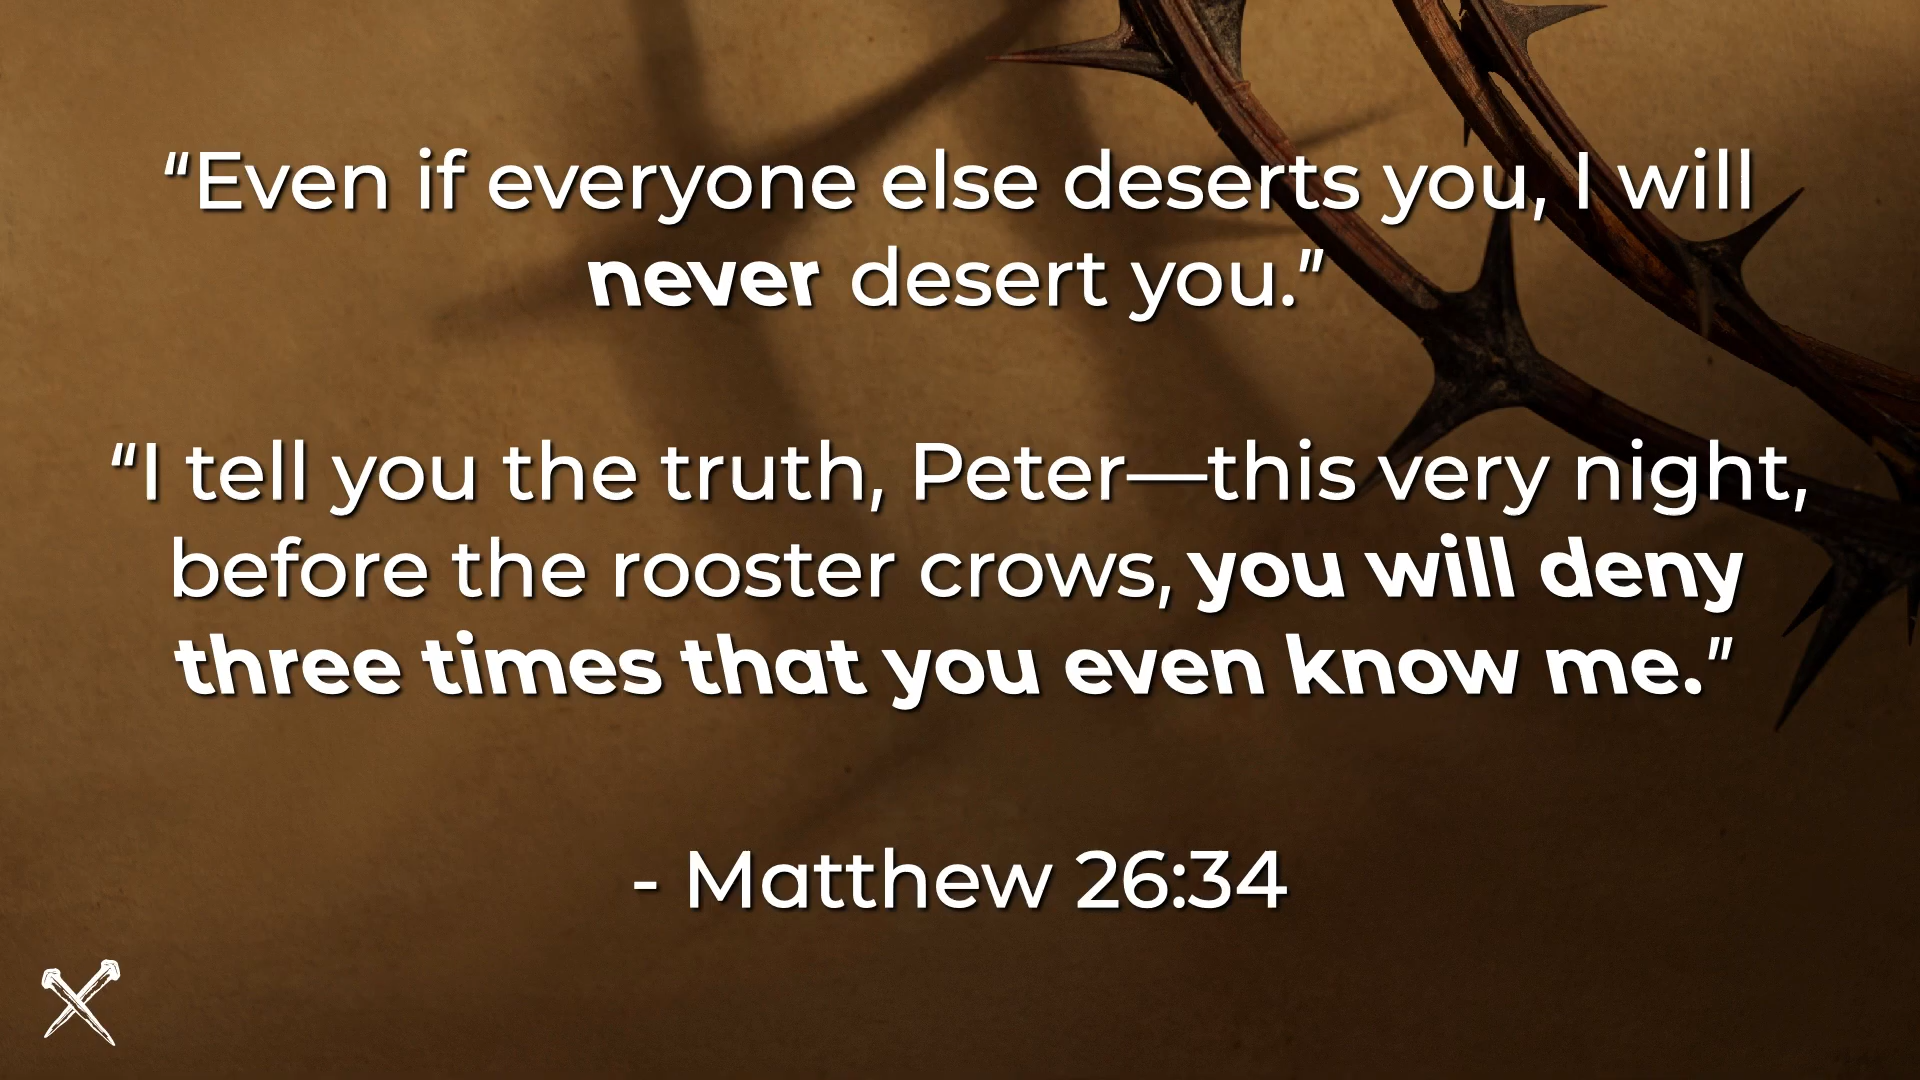 “Even if everyone else deserts you, I will
never desert you.”
“I tell you the truth, Peter—this very night,
before the rooster crows, you will deny
three times that you even know me.”
- Matthew 26:34